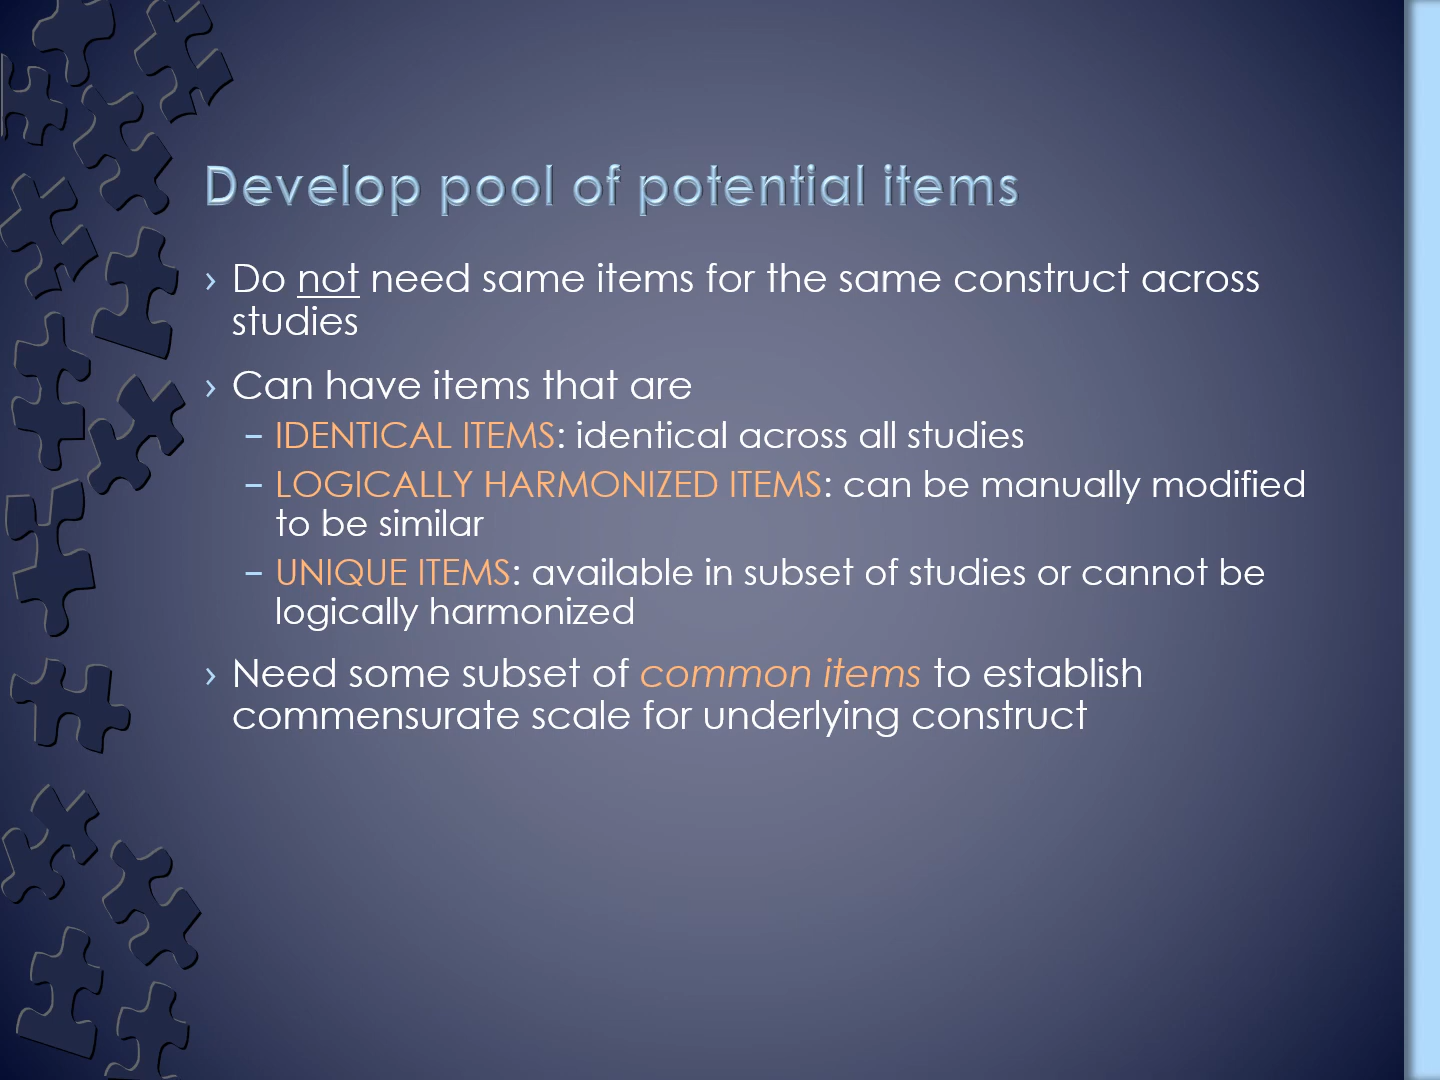 Develop pool of potential items
› Do not need same items for the same construct across
studies
› Can have items that are
– IDENTICAL ITEMS: identical across all studies
– LOGICALLY HARMONIZED ITEMS: can be manually modified
to be similar
– UNIQUE ITEMS: available in subset of studies or cannot be
logically harmonized
› Need some subset of common items to establish
commensurate scale for underlying construct